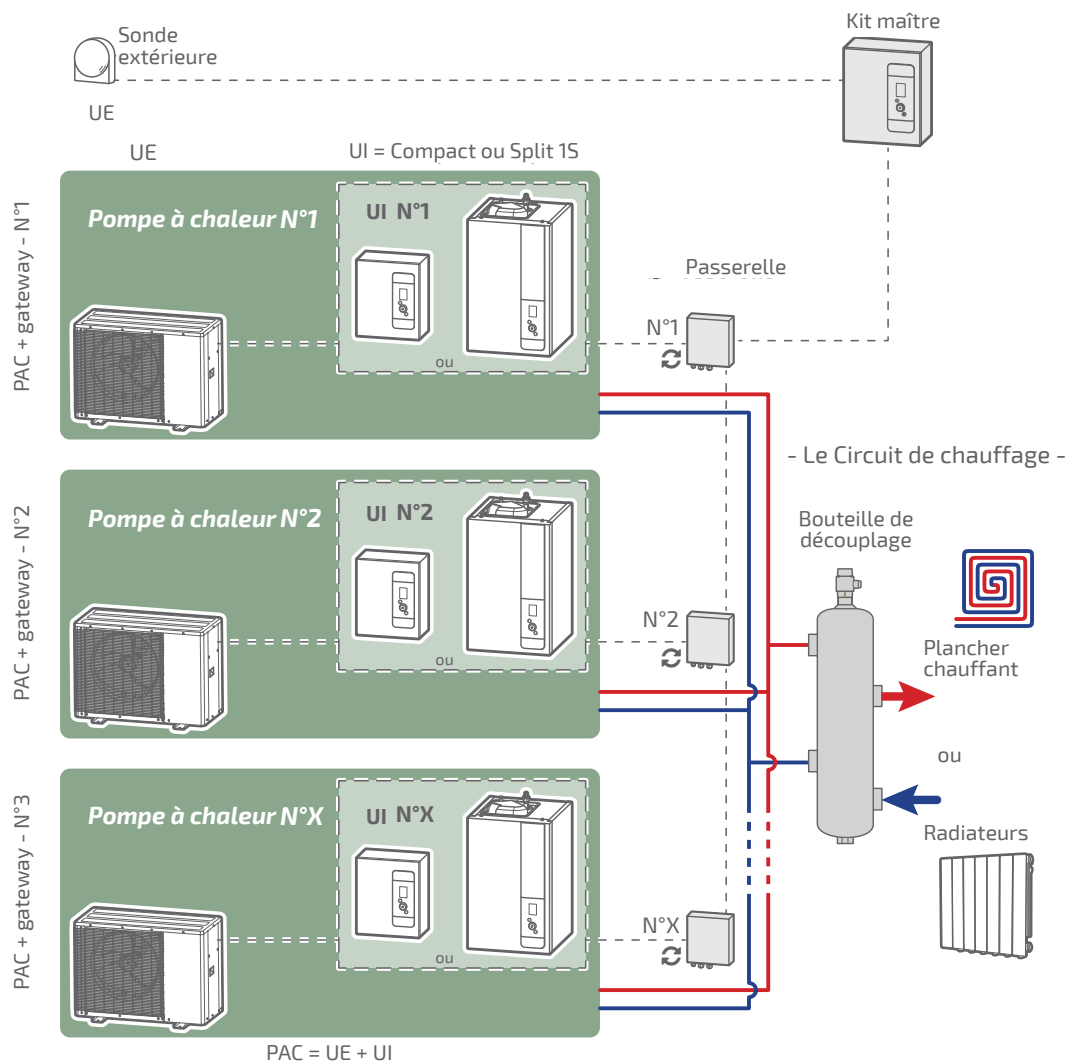 Kit maître
Sonde
extérieure
UE
UE
UI = Compact ou Split 1S
PAC + gateway - N°1
Pompe à chaleur N°1
UI N°1
ou
Passerelle
N°1
- Le Circuit de chauffage -
PAC + gateway - N°2
Pompe à chaleur N°2
UI N°2
ou
N°2
Bouteille de
découplage
Plancher
chauffant
ou
Radiateurs
PAC + gateway - N°3
Pompe à chaleur N°X
UI N°X
ou
N°X
PAC = UE + UI